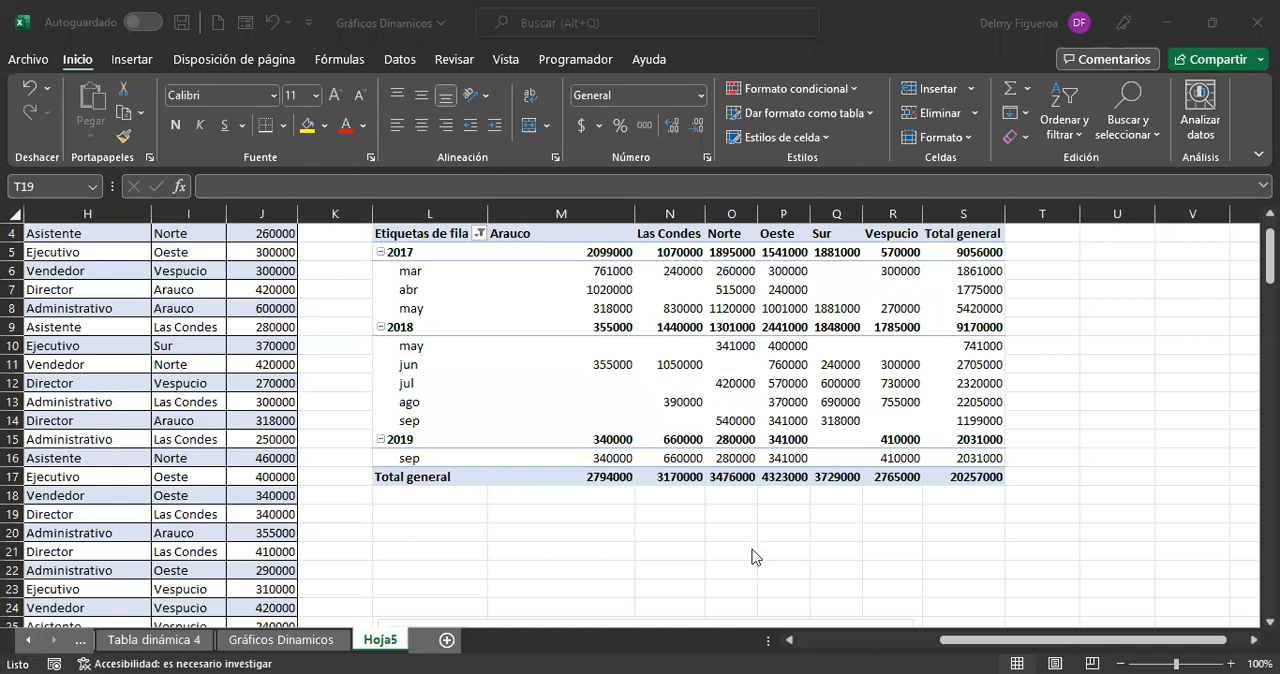 Autoguardado Gráficos Dinamicos Buscar (Alt+Q) Delmy Figueroa DF
Archivo Inicio Insertar Disposición de página Fórmulas Datos Revisar Vista Programador Ayuda Comentarios Compartir
Pegar Calibri 11 General Formato condicional Insertar Ordenar y filtrar Buscar y seleccionar Analizar datos
N K S A $ % 000 Dar formato como tabla Eliminar
Estilos de celda Formato
Deshacer Portapapeles Fuente Alineación Número Estilos Celdas Edición Análisis
T19 fx
H I J K L M N O P Q R S T U V
4 Asistente Norte 260000 Etiquetas de fila Arauco Las Condes Norte Oeste Sur Vespucio Total general
5 Ejecutivo Oeste 300000 2017 2099000 1070000 1895000 1541000 1881000 570000 9056000
6 Vendedor Vespucio 300000 mar 761000 240000 260000 300000 300000 1861000
7 Director Arauco 420000 abr 1020000 515000 240000 1775000
8 Administrativo Arauco 600000 may 318000 830000 1120000 1001000 1881000 270000 5420000
9 Asistente Las Condes 280000 2018 355000 1440000 1301000 2441000 1848000 1785000 9170000
10 Ejecutivo Sur 370000 may 341000 400000 741000
11 Vendedor Norte 420000 jun 355000 1050000 760000 240000 300000 2705000
12 Director Vespucio 270000 jul 420000 570000 600000 730000 2320000
13 Administrativo Las Condes 300000 ago 390000 370000 690000 755000 2205000
14 Director Arauco 318000 sep 540000 341000 318000 1199000
15 Administrativo Las Condes 250000 2019 340000 660000 280000 341000 410000 2031000
16 Asistente Norte 460000 sep 340000 660000 280000 341000 410000 2031000
17 Ejecutivo Oeste 400000 Total general 2794000 3170000 3476000 4323000 3729000 2765000 20257000
18 Vendedor Oeste 340000
19 Director Las Condes 340000
20 Administrativo Arauco 355000
21 Director Las Condes 410000
22 Administrativo Oeste 290000
23 Ejecutivo Vespucio 310000
24 Vendedor Vespucio 420000
25 Asistente Vespucio 240000
... Tabla dinámica 4 Gráficos Dinamicos Hoja5
Listo Accesibilidad: es necesario investigar 100%